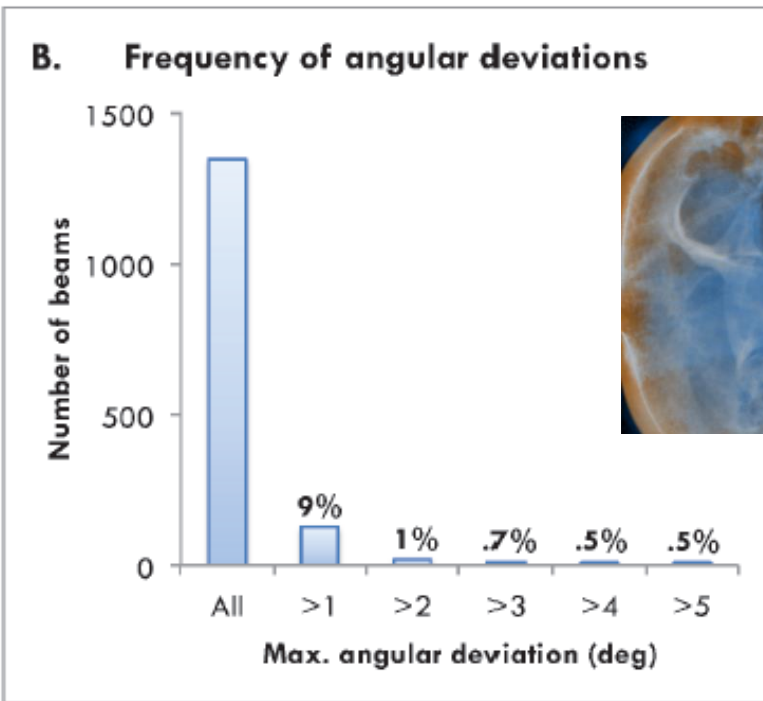 B. Frequency of angular deviations
1500
1000
500
0
Number of beams
9%
1%
.7%
.5%
.5%
All >1 >2 >3 >4 >5
Max. angular deviation (deg)